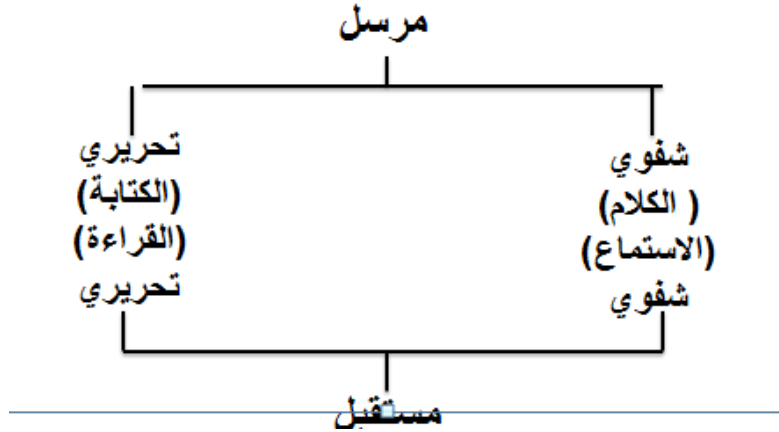 مرسل
شفوي
( الكلام)
(الاستماع)
شفوي
تحريري
(الكتابة)
(القراءة)
تحريري
مستقبل